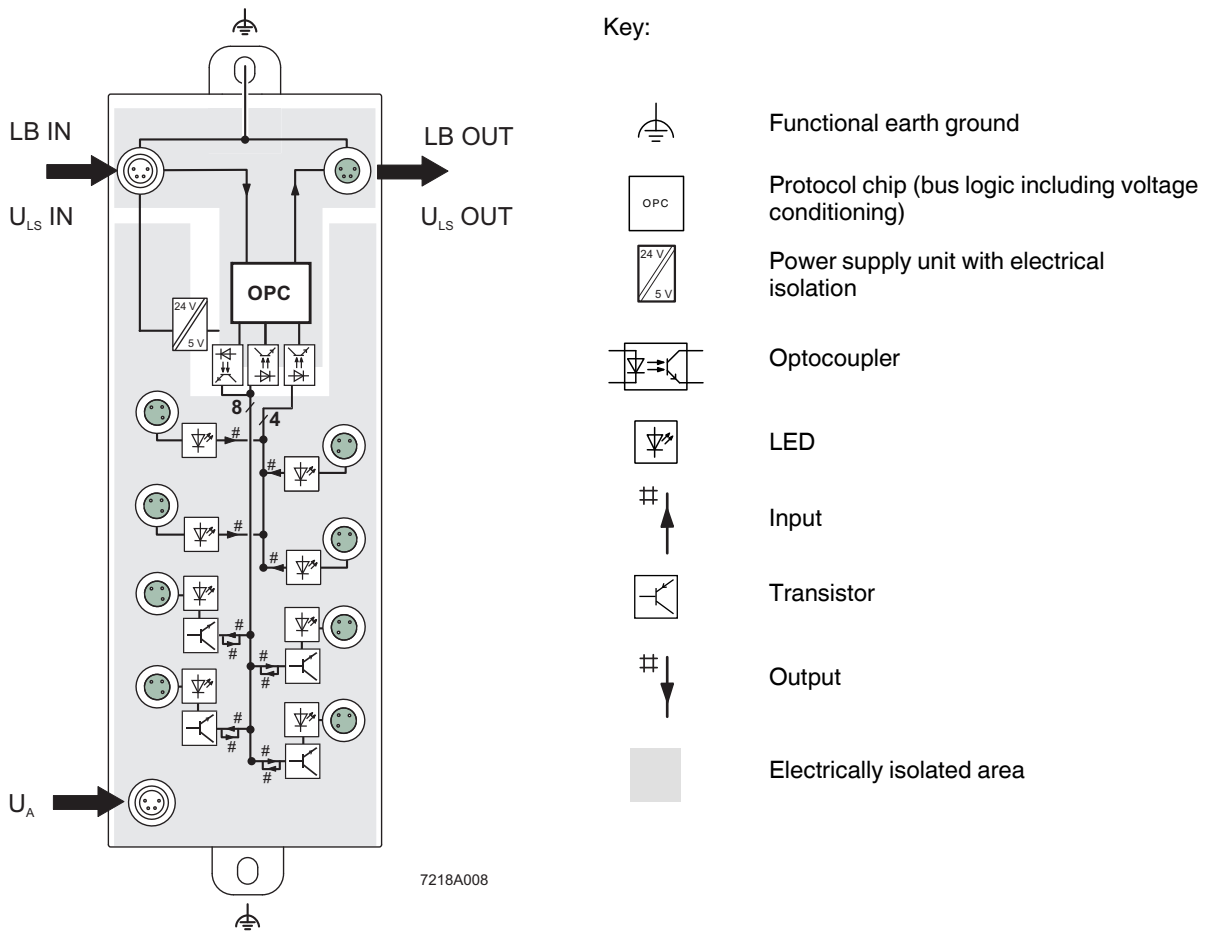 Key:
LB IN
LB OUT
U_LS IN
U_LS OUT
OPC
24 V
5 V
8
4
#
#
#
#
#
#
#
#
#
#
#
#
U_A
7218A008
Functional earth ground
OPC
Protocol chip (bus logic including voltage
conditioning)
24 V
5 V
Power supply unit with electrical
isolation
Optocoupler
LED
#
Input
Transistor
#
Output
Electrically isolated area